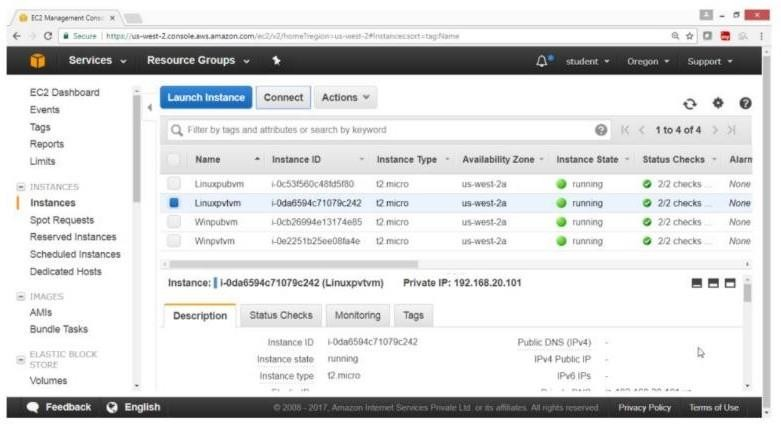 EC2 Management Consol
Secure | https://us-west-2.console.aws.amazon.com/ec2/v2/home?region=us-west-2#Instances:sort=tag:Name
Services Resource Groups student Oregon Support
EC2 Dashboard
Events
Tags
Reports
Limits
INSTANCES
Instances
Spot Requests
Reserved Instances
Scheduled Instances
Dedicated Hosts
IMAGES
AMIs
Bundle Tasks
ELASTIC BLOCK
STORE
Volumes
Launch Instance Connect Actions
Filter by tags and attributes or search by keyword 1 to 4 of 4
Name Instance ID Instance Type Availability Zone Instance State Status Checks Alarm
Linuxpubvm i-0c53f560c48fd5f80 t2.micro us-west-2a running 2/2 checks ... None
Linuxpvtvm i-0da6594c71079c242 t2.micro us-west-2a running 2/2 checks ... None
Winpubvm i-0cb26994e13174e85 t2.micro us-west-2a running 2/2 checks ... None
Winpvtvm i-0e2251b25ee08fa4e t2.micro us-west-2a running 2/2 checks ... None
Instance: i-0da6594c71079c242 (Linuxpvtvm) Private IP: 192.168.20.101
Description Status Checks Monitoring Tags
Instance ID i-0da6594c71079c242 Public DNS (IPv4) -
Instance state running IPv4 Public IP -
Instance type t2.micro IPv6 IPs -
Feedback English © 2008 - 2017, Amazon Internet Services Private Ltd. or its affiliates. All rights reserved. Privacy Policy Terms of Use